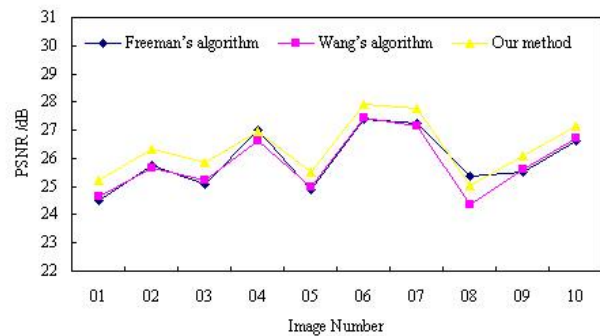 31
30
29
28
27
26
25
24
23
22
PSNR /dB
Freeman's algorithm
Wang's algorithm
Our method
01 02 03 04 05 06 07 08 09 10
Image Number